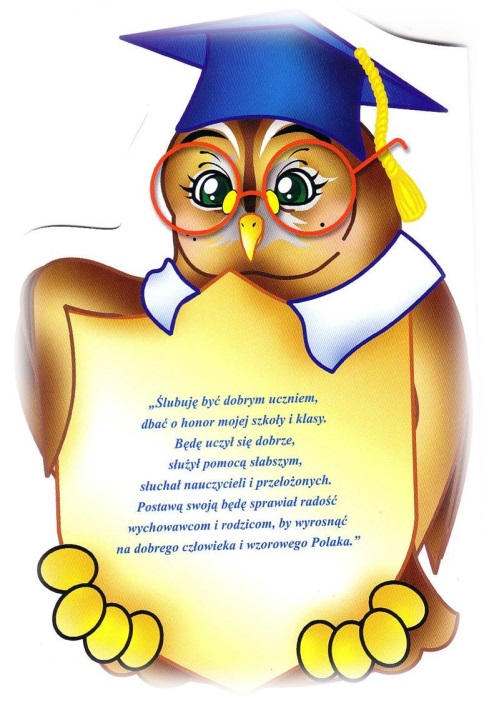 „Ślubuję być dobrym uczniem,
dbać o honor mojej szkoły i klasy.
Będę uczył się dobrze,
służył pomocą słabszym,
słuchał nauczycieli i przełożonych.
Postawą swoją będę sprawiał radość
wychowawcom i rodzicom, by wyrosnąć
na dobrego człowieka i wzorowego Polaka.”